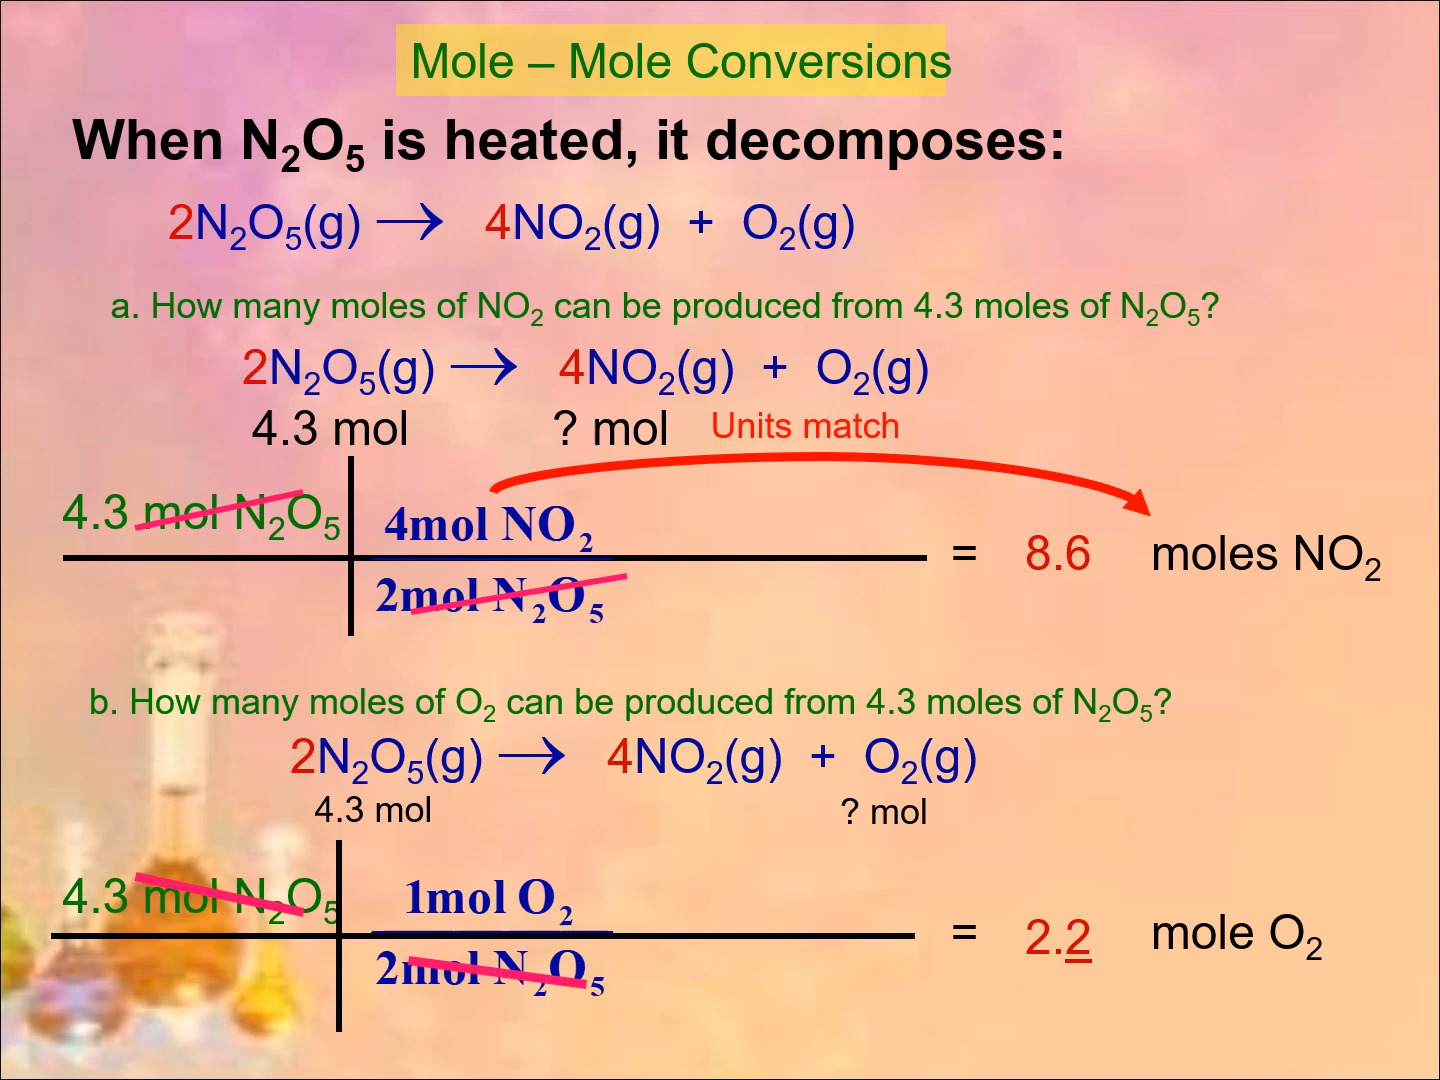 Mole – Mole Conversions
When N₂O₅ is heated, it decomposes:
2N₂O₅(g) → 4NO₂(g) + O₂(g)
a. How many moles of NO₂ can be produced from 4.3 moles of N₂O₅?
2N₂O₅(g) → 4NO₂(g) + O₂(g)
4.3 mol ? mol Units match
4.3 mol N₂O₅ 4mol NO₂
= 8.6 moles NO₂
2mol N₂O₅
b. How many moles of O₂ can be produced from 4.3 moles of N₂O₅?
2N₂O₅(g) → 4NO₂(g) + O₂(g)
4.3 mol ? mol
4.3 mol N₂O₅ 1mol O₂
= 2.2 mole O₂
2mol N₂O₅